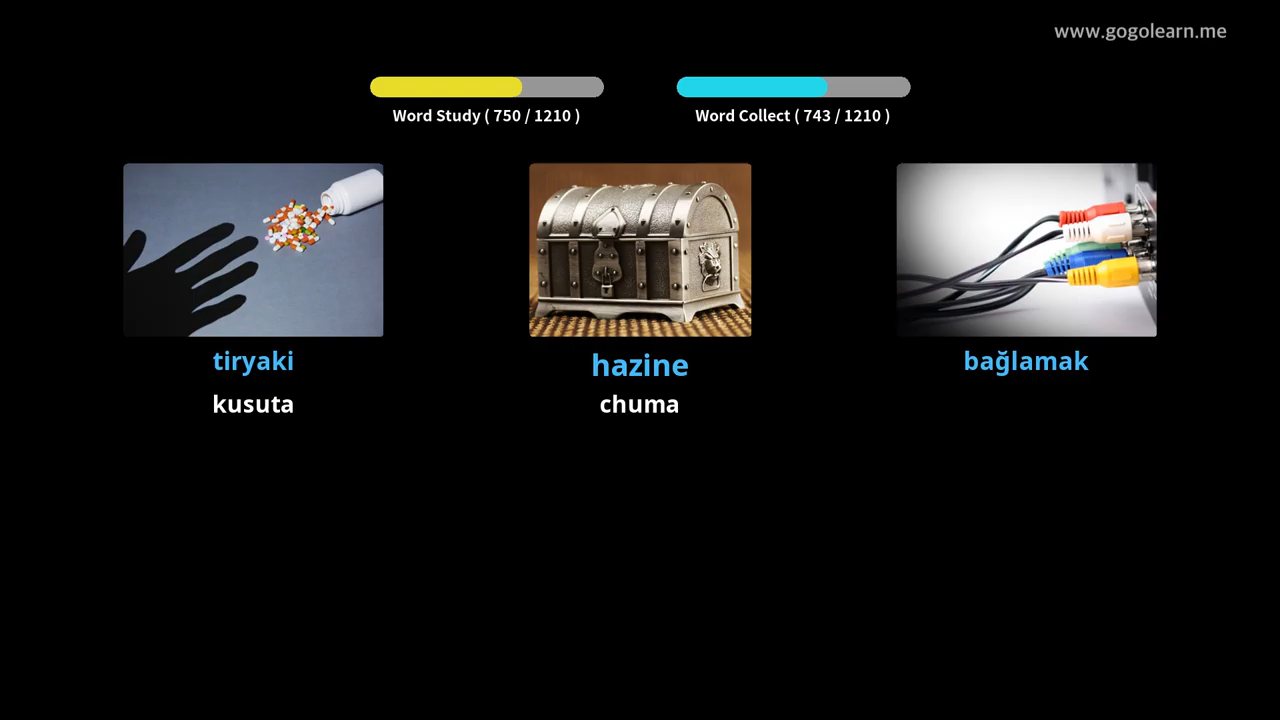 www.gogolearn.me
Word Study ( 750 / 1210 )
Word Collect ( 743 / 1210 )
tiryaki
hazine
bağlamak
kusuta
chuma